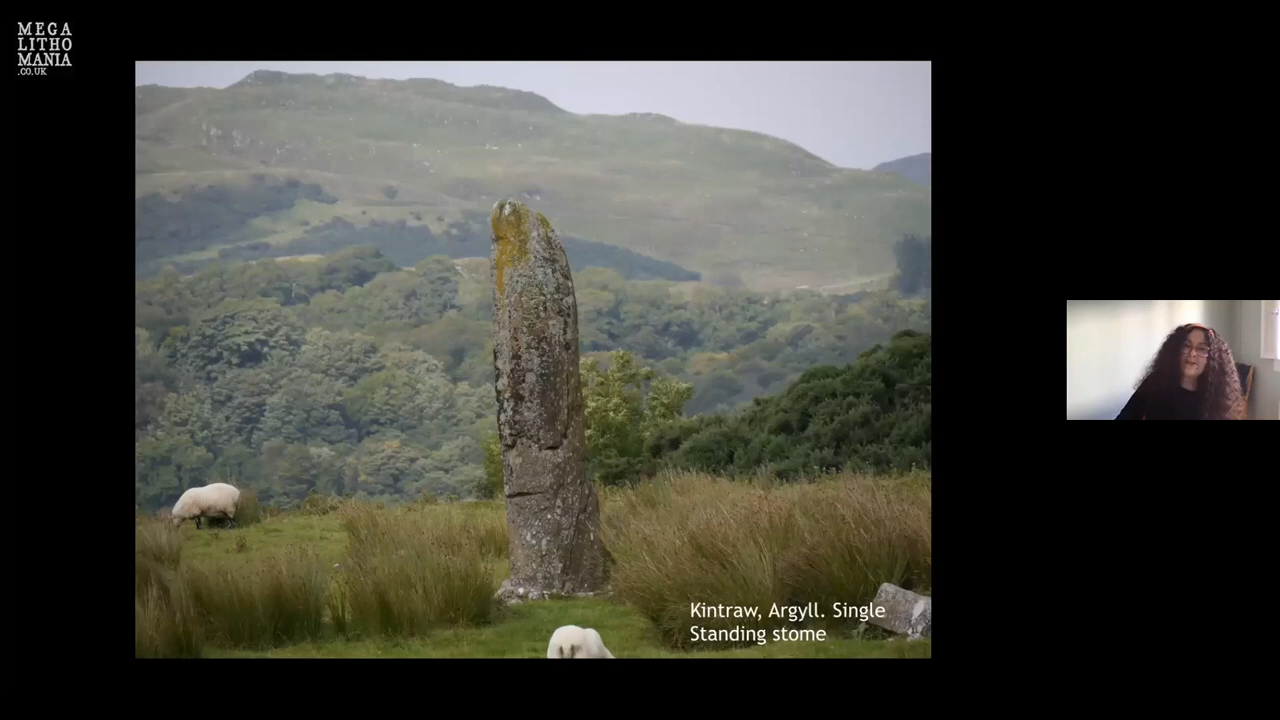 MEGA
LITHO
MANIA
.CO.UK
Kintraw, Argyll. Single
Standing stome